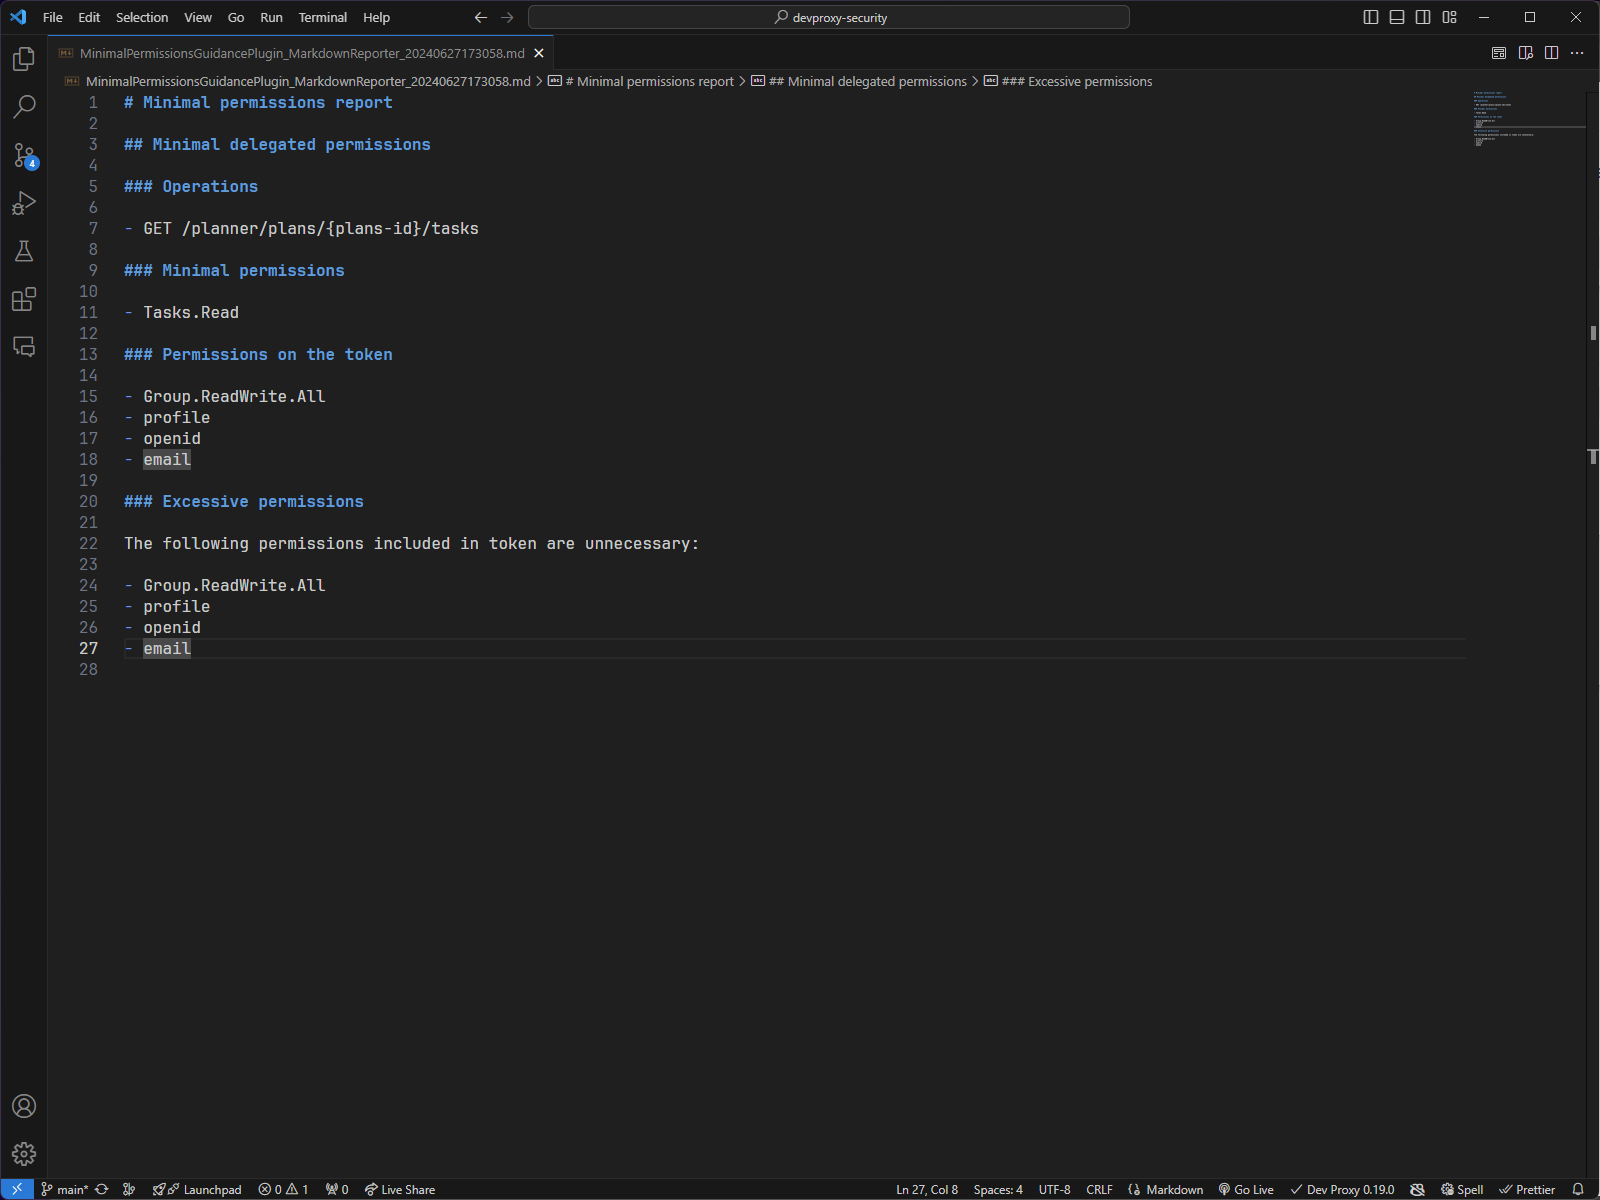 File Edit Selection View Go Run Terminal Help
devproxy-security
MinimalPermissionsGuidancePlugin_MarkdownReporter_20240627173058.md
MinimalPermissionsGuidancePlugin_MarkdownReporter_20240627173058.md > # Minimal permissions report > ## Minimal delegated permissions > ### Excessive permissions
1 # Minimal permissions report
2
3 ## Minimal delegated permissions
4
5 ### Operations
6
7 - GET /planner/plans/{plans-id}/tasks
8
9 ### Minimal permissions
10
11 - Tasks.Read
12
13 ### Permissions on the token
14
15 - Group.ReadWrite.All
16 - profile
17 - openid
18 - email
19
20 ### Excessive permissions
21
22 The following permissions included in token are unnecessary:
23
24 - Group.ReadWrite.All
25 - profile
26 - openid
27 - email
28
4
main* Launchpad 0 1 0 Live Share Ln 27, Col 8 Spaces: 4 UTF-8 CRLF Markdown Go Live Dev Proxy 0.19.0 Spell Prettier